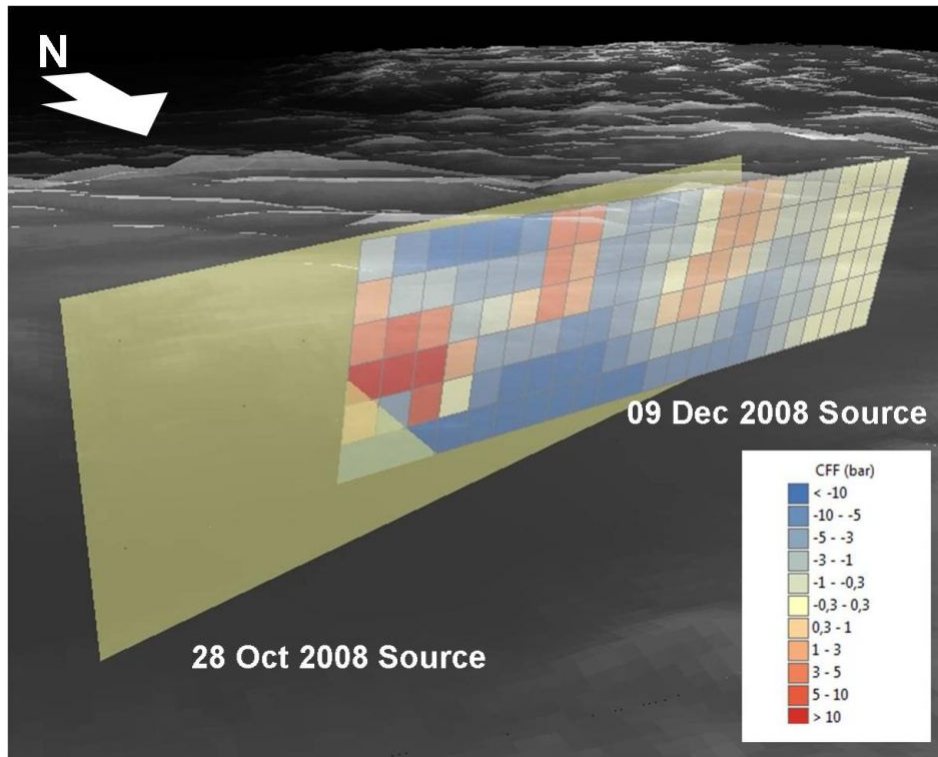 N
09 Dec 2008 Source
28 Oct 2008 Source
CFF (bar)
< -10
-10 - -5
-5 - -3
-3 - -1
-1 - -0,3
-0,3 - 0,3
0,3 - 1
1 - 3
3 - 5
5 - 10
> 10